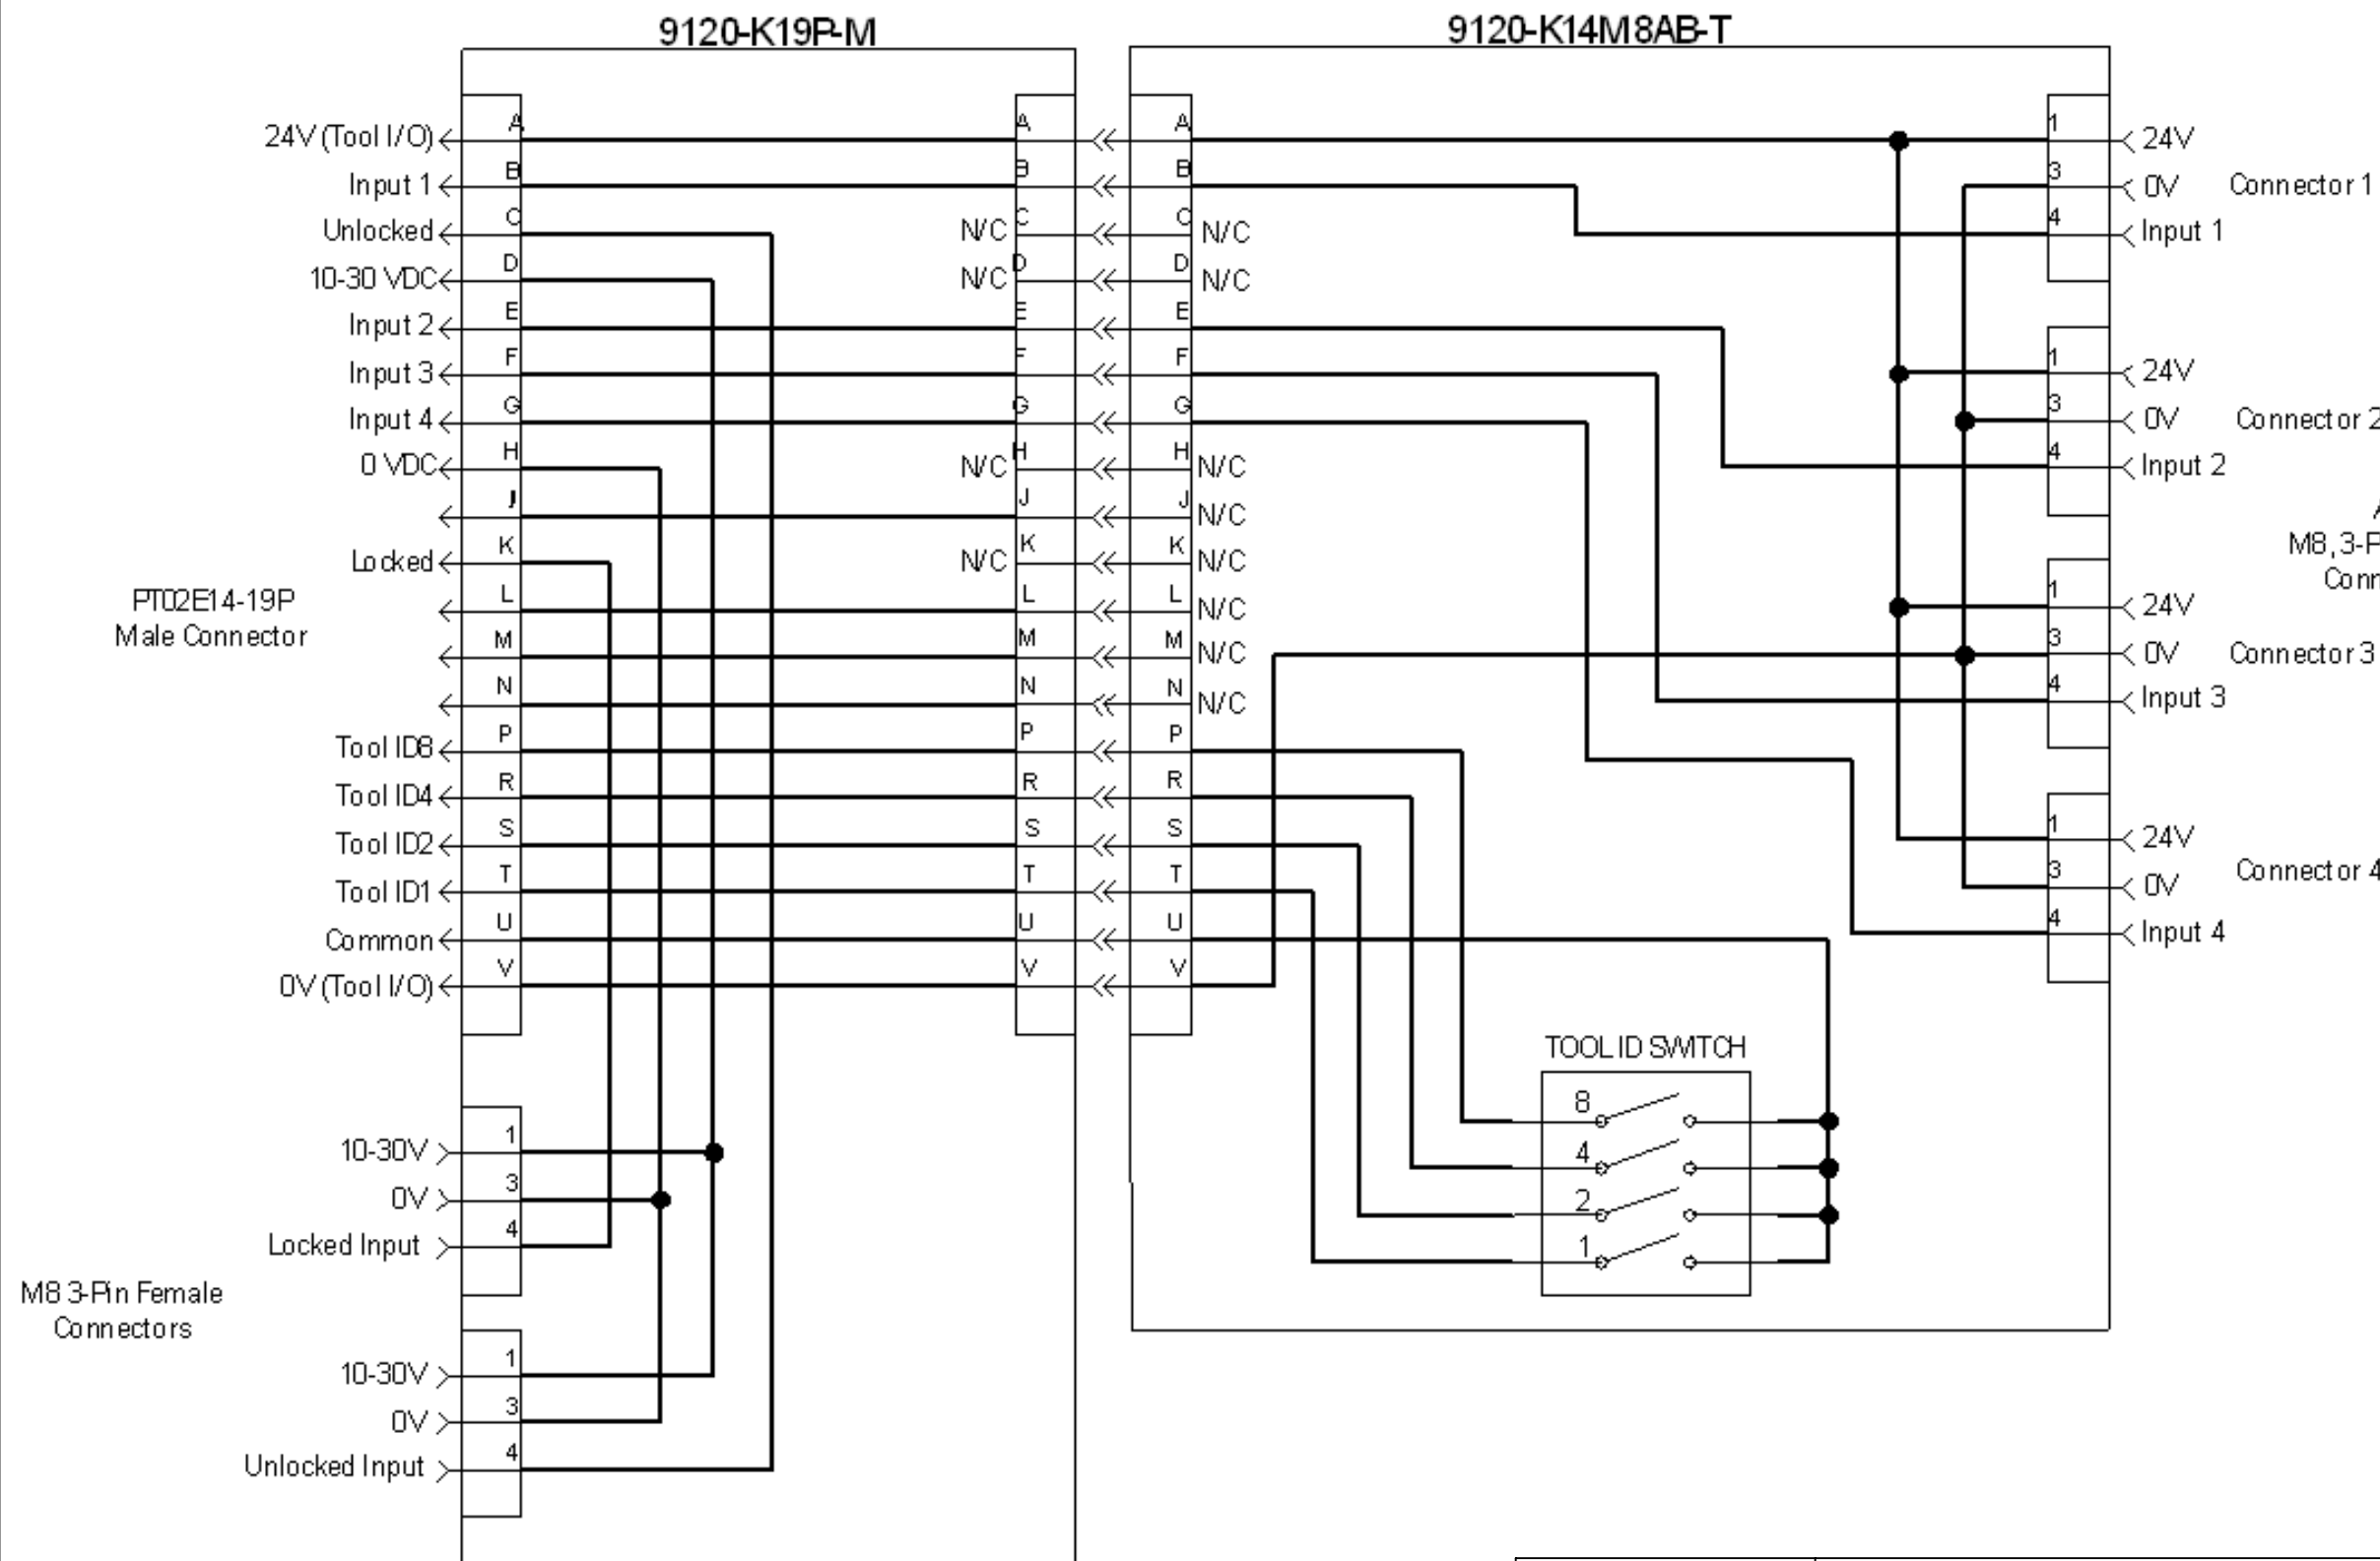 9120-K19P-M
9120-K14M8AB-T
24V (Tool I/O) A A A 1 24V
Input 1 B B B 3 0V Connector 1
Unlocked C N/C C C N/C 4 Input 1
10-30 VDC D N/C D D N/C
Input 2 E E E
Input 3 F F F 1 24V
Input 4 G G G 3 0V Connector 2
0 VDC H N/C H H N/C 4 Input 2
J J J N/C
Locked K N/C K K N/C
M8, 3-P
PT02E14-19P
Male Connector
L L L N/C 1 24V
M M M N/C 3 0V Connector 3
N N N N/C 4 Input 3
Tool ID8 P P P
Tool ID4 R R R
Tool ID2 S S S 1 24V
Tool ID1 T T T 3 0V Connector 4
Common U U U 4 Input 4
0V (Tool I/O) V V V
TOOL ID SWITCH
8
4
2
1
10-30V 1
0V 3
Locked Input 4
M8 3-Pin Female
Connectors
10-30V 1
0V 3
Unlocked Input 4